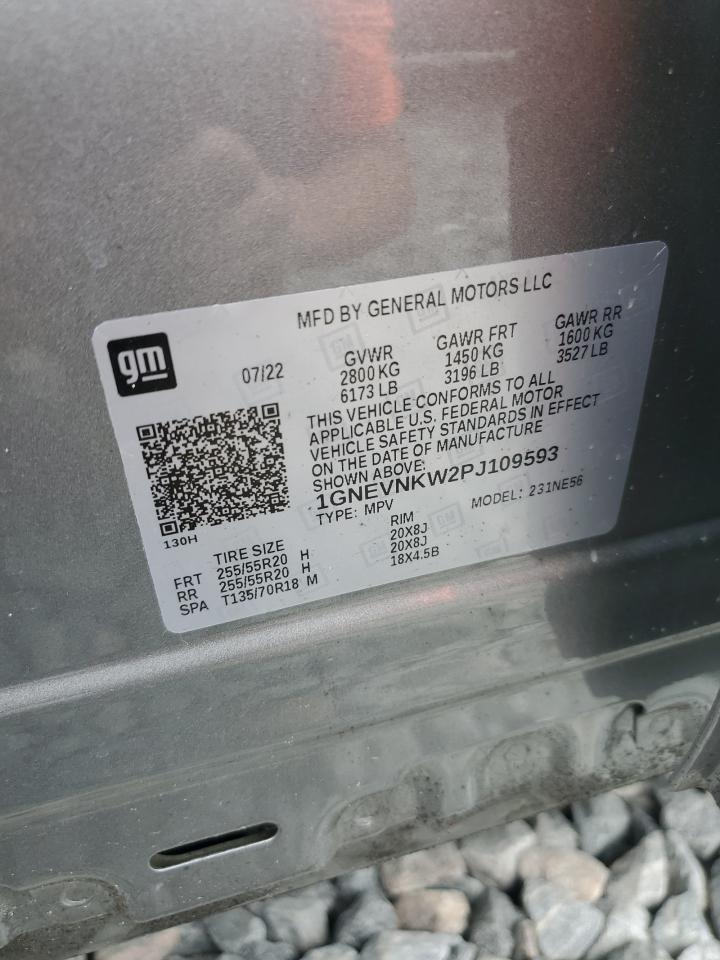 MFD BY GENERAL MOTORS LLC
gm
07/22
GVWR GAWR FRT GAWR RR
2800 KG 1450 KG 1600 KG
6173 LB 3196 LB 3527 LB
THIS VEHICLE CONFORMS TO ALL
APPLICABLE U.S. FEDERAL MOTOR
VEHICLE SAFETY STANDARDS IN EFFECT
ON THE DATE OF MANUFACTURE
SHOWN ABOVE:
1GNEVNKW2PJ109593
TYPE: MPV MODEL: 231NE56
130H
TIRE SIZE RIM
FRT 255/55R20 H 20X8J
RR 255/55R20 H 20X8J
SPA T135/70R18 M 18X4.5B